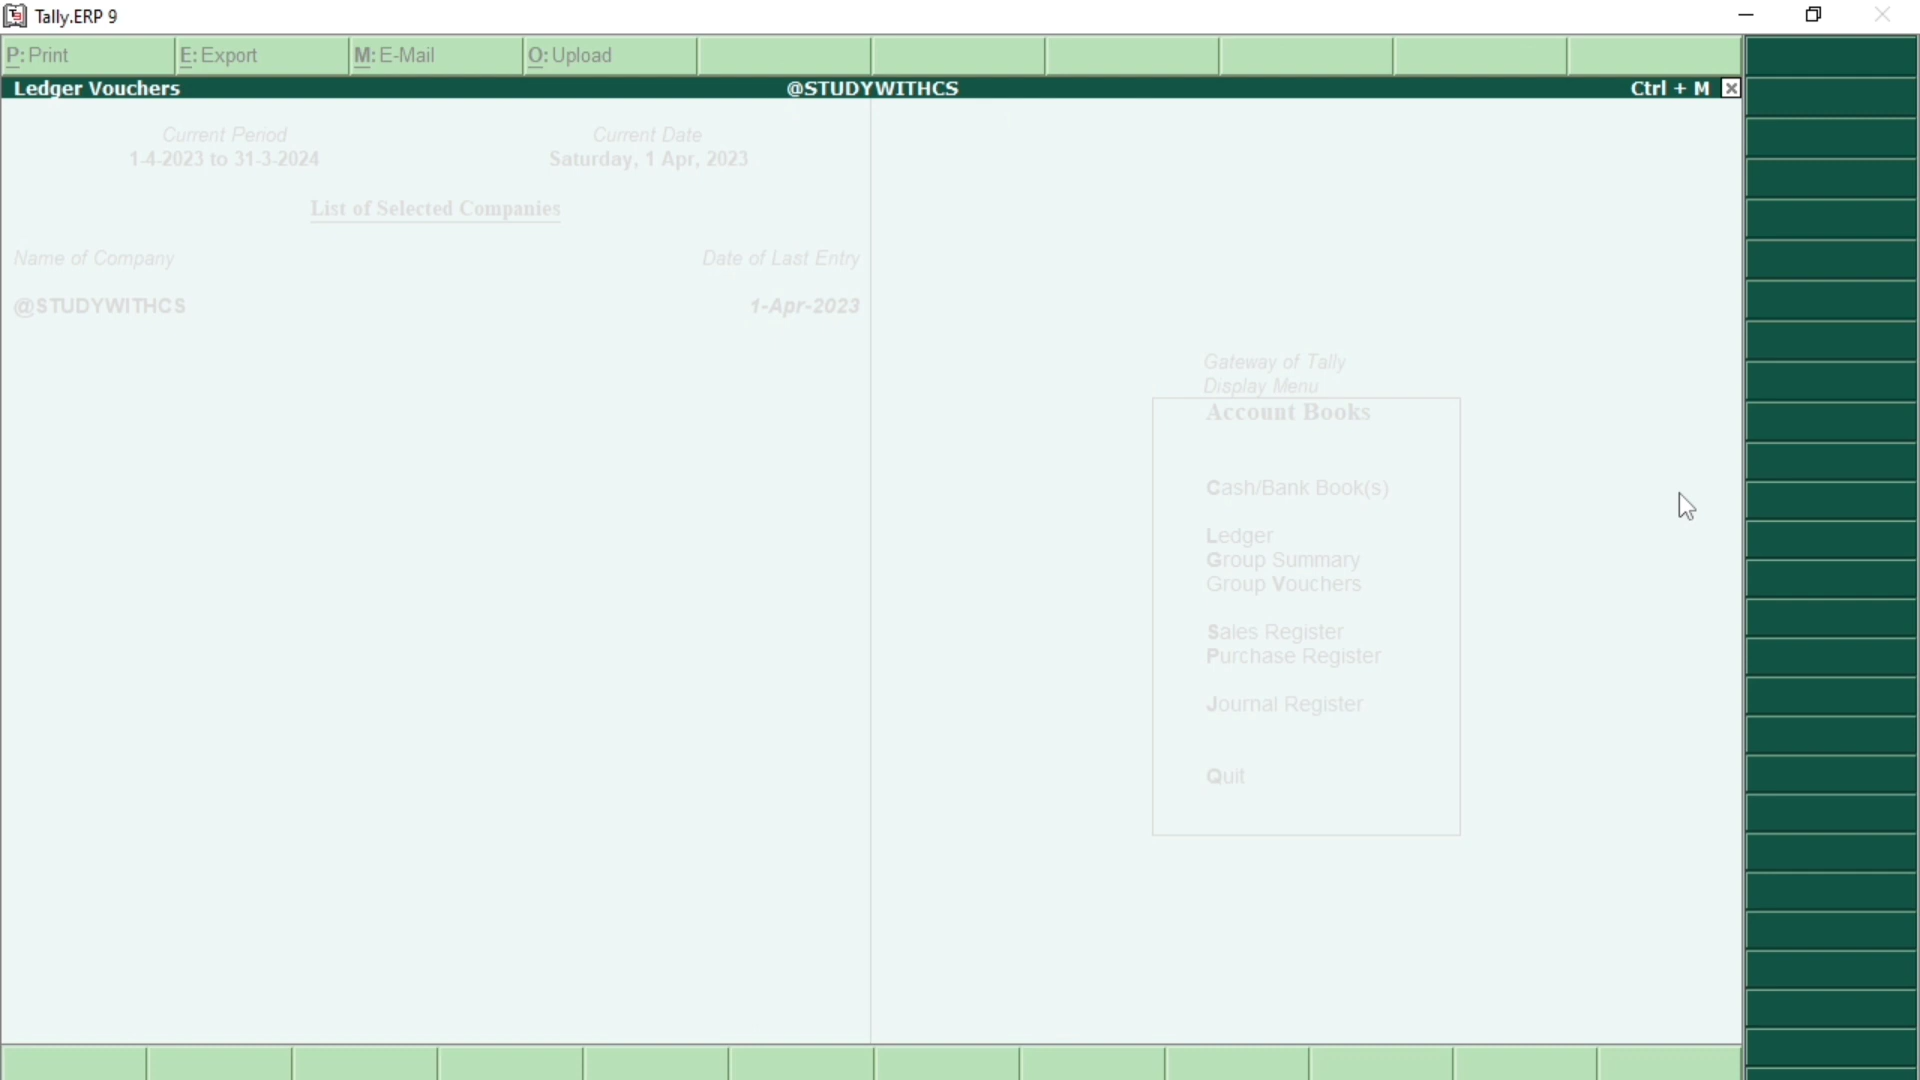 Tally.ERP 9
P: Print E: Export M: E-Mail O: Upload
Ledger Vouchers @STUDYWITHCS Ctrl + M
Current Period Current Date
1-4-2023 to 31-3-2024 Saturday, 1 Apr, 2023
List of Selected Companies
Name of Company Date of Last Entry
@STUDYWITHCS 1-Apr-2023
Gateway of Tally
Display Menu
Account Books
Cash/Bank Book(s)
Ledger
Group Summary
Group Vouchers
Sales Register
Purchase Register
Journal Register
Quit